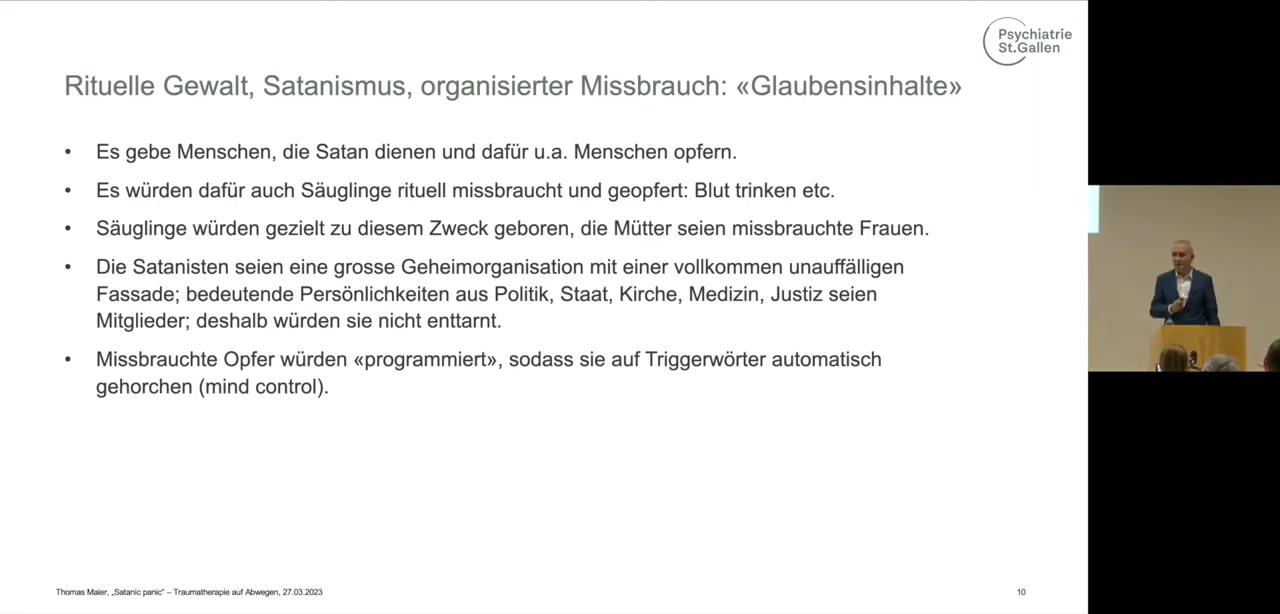 Psychiatrie
St.Gallen
Rituelle Gewalt, Satanismus, organisierter Missbrauch: «Glaubensinhalte»
• Es gebe Menschen, die Satan dienen und dafür u.a. Menschen opfern.
• Es würden dafür auch Säuglinge rituell missbraucht und geopfert: Blut trinken etc.
• Säuglinge würden gezielt zu diesem Zweck geboren, die Mütter seien missbrauchte Frauen.
• Die Satanisten seien eine grosse Geheimorganisation mit einer vollkommen unauffälligen
Fassade; bedeutende Persönlichkeiten aus Politik, Staat, Kirche, Medizin, Justiz seien
Mitglieder; deshalb würden sie nicht enttarnt.
• Missbrauchte Opfer würden «programmiert», sodass sie auf Triggerwörter automatisch
gehorchen (mind control).
Thomas Maier, „Satanic panic“ – Traumatherapie auf Abwegen, 27.03.2023
10